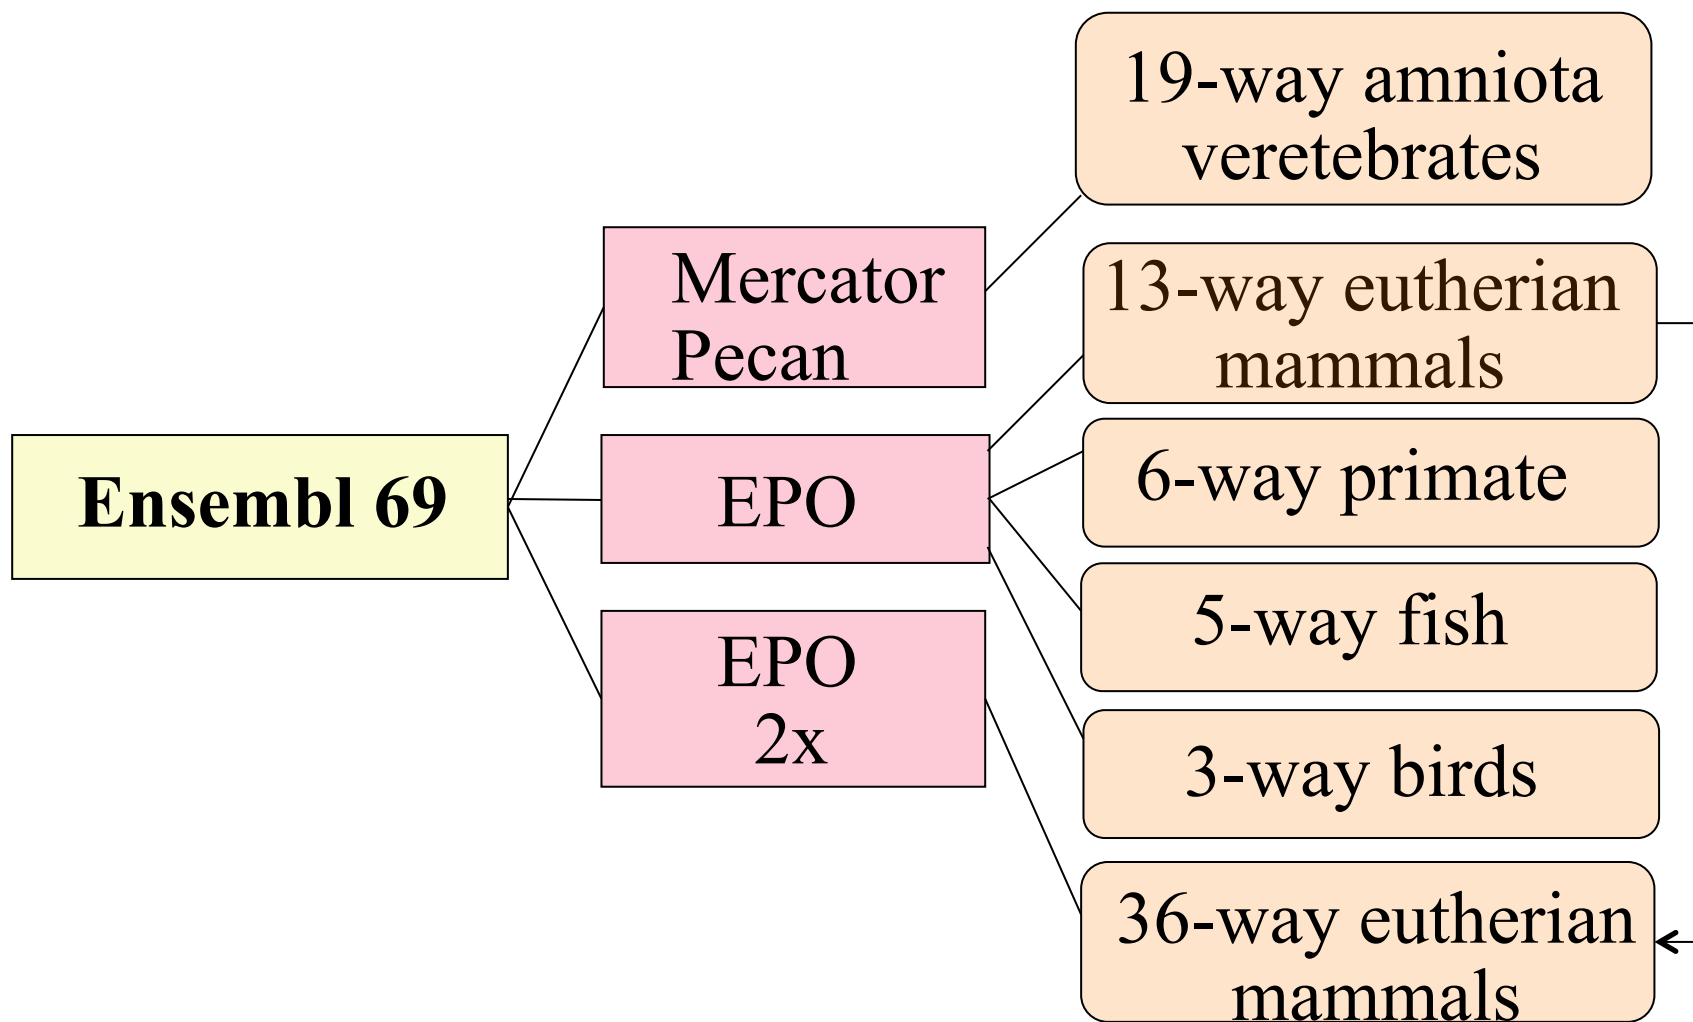 Ensembl 69
Mercator
Pecan
EPO
EPO
2x
19-way amniota
veretebrates
13-way eutherian
mammals
6-way primate
5-way fish
3-way birds
36-way eutherian
mammals